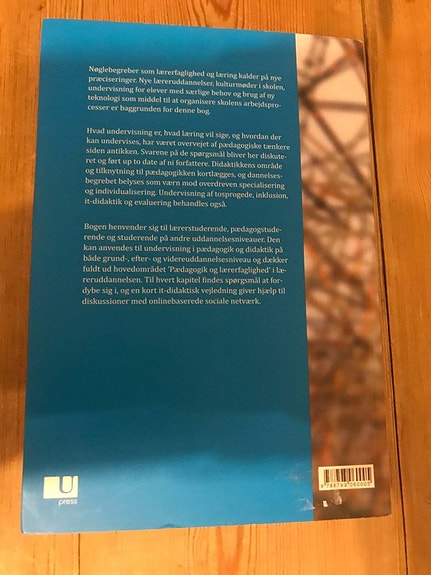 Nøglebegreber som lærerfaglighed og læring kalder på nye
præciseringer. Nye læreruddannelser, kulturmøder i skolen,
undervisning for elever med særlige behov og brug af ny
teknologi som middel til at organisere skolens arbejdspro-
cesser er baggrunden for denne bog.
Hvad undervisning er, hvad læring vil sige, og hvordan der
kan undervises, har været overvejet af pædagogiske tænkere
siden antikken. Svarene på de spørgsmål bliver her diskute-
ret og ført up to date af ni forfattere. Didaktikkens område
og tilknytning til pædagogikken kortlægges, og dannelses-
begrebet belyses som værn mod overdreven specialisering
og individualisering. Undervisning af tosprogede, inklusion,
it-didaktik og evaluering behandles også.
Bogen henvender sig til lærerstuderende, pædagogstude-
rende og studerende på andre uddannelsesniveauer. Den
kan anvendes til undervisning i pædagogik og didaktik på
både grund-, efter- og videreuddannelsesniveau og dækker
fuldt ud hovedområdet 'Pædagogik og lærerfaglighed' i læ-
reruddannelsen. Til hvert kapitel findes spørgsmål at for-
dybe sig i, og en kort it-didaktisk vejledning giver hjælp til
diskussioner med onlinebaserede sociale netværk.
U
press